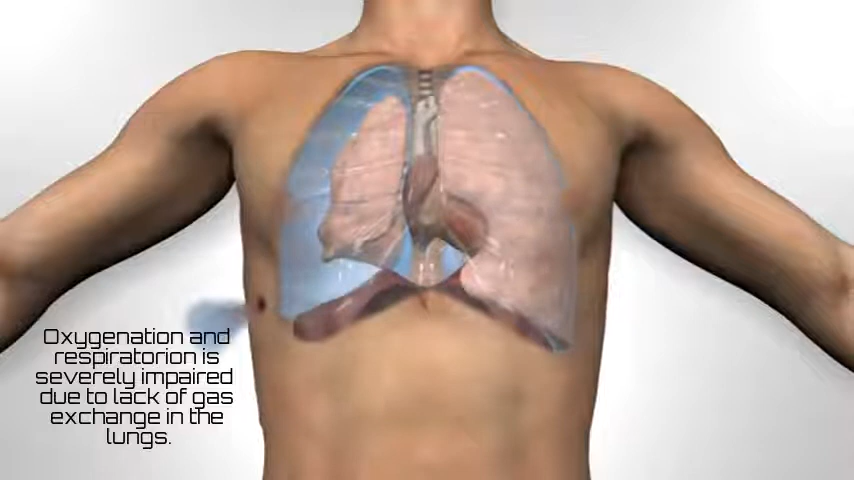 Oxygenation and
respiratorion is
severely impaired
due to lack of gas
exchange in the
lungs.